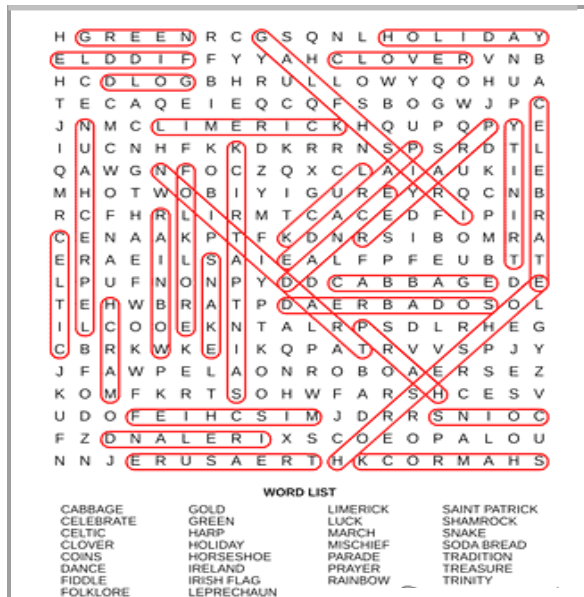 H G R E E N R C G S Q N L H O L I D A Y
E L D D I F F Y Y A H C L O V E R V N B
H C D L O G B H R U L L O W Y Q O H U A
T E C A Q E I E Q C Q F S B O G W J P C
J N M C L I M E R I C K H Q U P Q P Y E
I U C N H F K K D K R R N S P S R D T L
Q A W G N F O C Z Q X C L A I A U K I E
M H O T W O B I Y I G U R E Y R Q C N B
R C F H R L I R M T C A C E D F I P I R
C E N A A K P T F K D N R S I B O M R A
E R A E I L S A I E A L F P F E U B T T
L P U F N O N P Y D D C A B B A G E D E
T E H W B R A T P D A E R B A D O S O L
I L C O O E K N T A L R P S D L R H E G
C B R K W K E I K Q P A T R V V S P J Y
J F A W P E L A O N R O B O A E R S E Z
K O M F K R T S O H W F A R S H C E S V
U D O F E I H C S I M J D R R S N I O C
F Z D N A L E R I X S C O E O P A L O U
N N J E R U S A E R T H K C O R M A H S
WORD LIST
CABBAGE GOLD LIMERICK SAINT PATRICK
CELEBRATE GREEN LUCK SHAMROCK
CELTIC HARP MARCH SNAKE
CLOVER HOLIDAY MISCHIEF SODA BREAD
COINS HORSESHOE PARADE TRADITION
DANCE IRELAND PRAYER TREASURE
FIDDLE IRISH FLAG RAINBOW TRINITY
FOLKLORE LEPRECHAUN